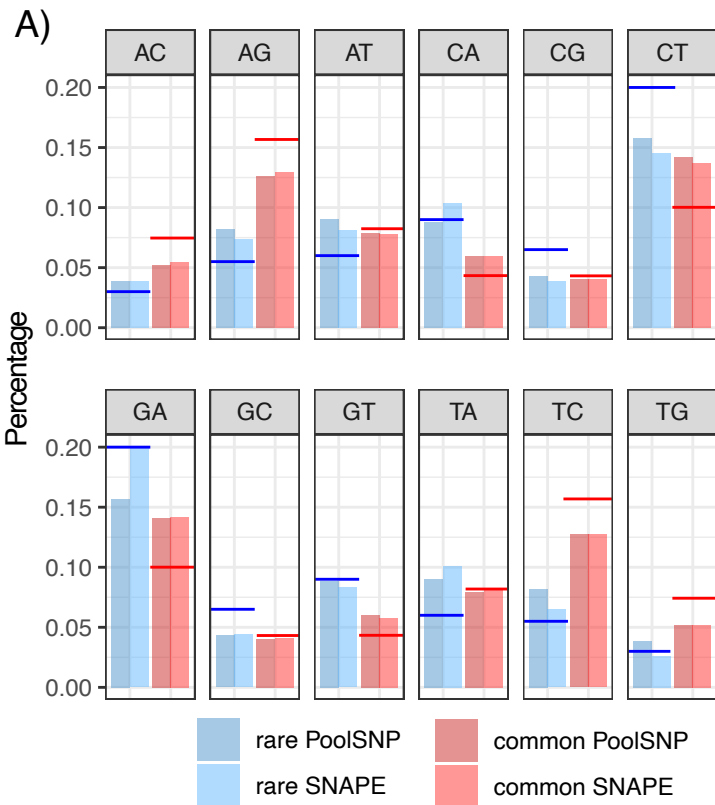 A)
AC AG AT CA CG CT
0.20
0.15
0.10
0.05
0.00
Percentage
GA GC GT TA TC TG
0.20
0.15
0.10
0.05
0.00
rare PoolSNP common PoolSNP
rare SNAPE common SNAPE